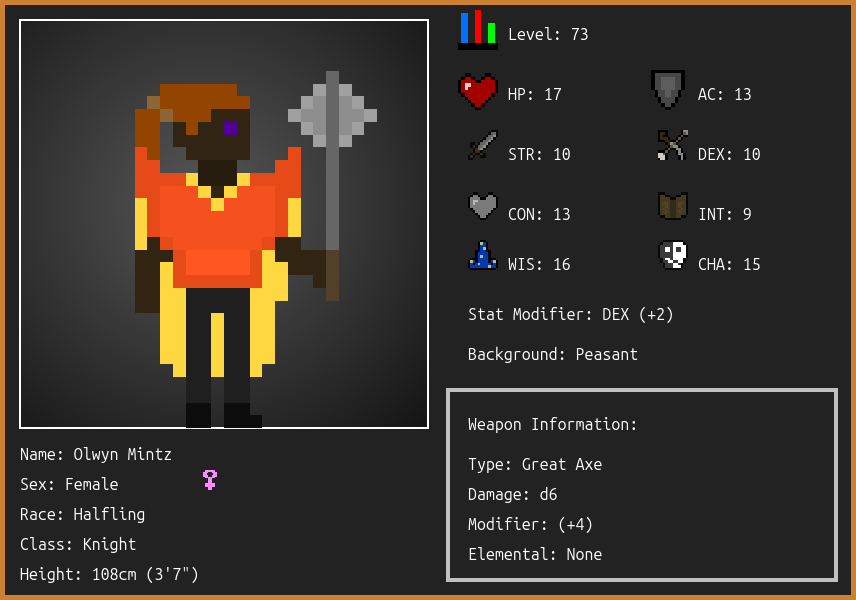 Level: 73
HP: 17
AC: 13
STR: 10
DEX: 10
CON: 13
INT: 9
WIS: 16
CHA: 15
Stat Modifier: DEX (+2)
Background: Peasant
Weapon Information:
Type: Great Axe
Damage: d6
Modifier: (+4)
Elemental: None
Name: Olwyn Mintz
Sex: Female
Race: Halfling
Class: Knight
Height: 108cm (3'7")